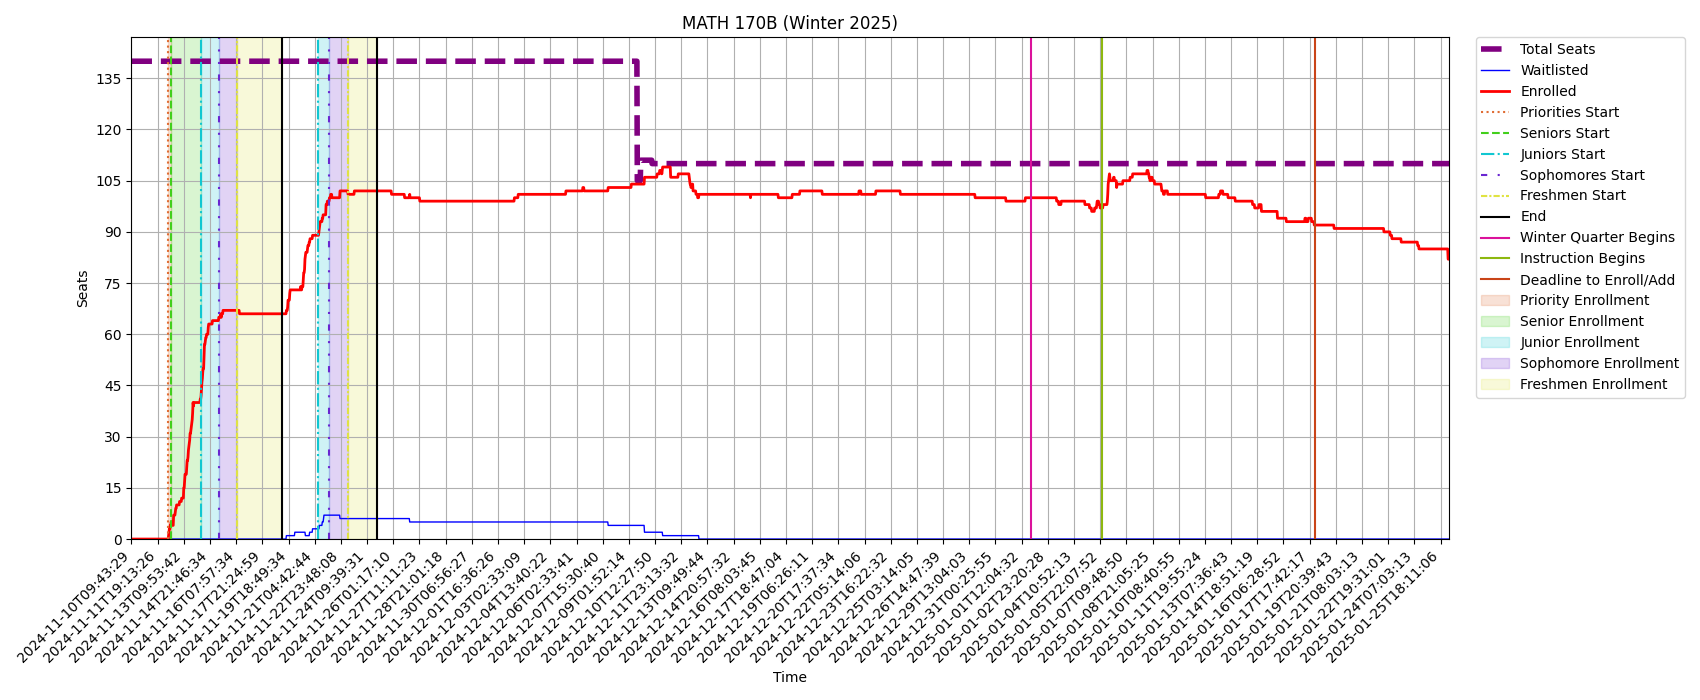 MATH 170B (Winter 2025)
Seats
135
120
105
90
75
60
45
30
15
0
2024-11-10T09:43:29
2024-11-11T19:13:26
2024-11-13T09:53:42
2024-11-14T21:46:34
2024-11-16T07:57:34
2024-11-17T21:24:59
2024-11-19T18:49:34
2024-11-21T04:42:44
2024-11-22T23:48:08
2024-11-24T09:39:31
2024-11-26T01:17:10
2024-11-27T11:11:23
2024-11-28T21:01:18
2024-11-30T06:56:27
2024-12-01T16:36:26
2024-12-03T02:33:09
2024-12-04T13:40:22
2024-12-06T02:33:41
2024-12-07T15:30:40
2024-12-09T01:52:14
2024-12-10T12:27:50
2024-12-11T23:13:32
2024-12-13T09:49:44
2024-12-14T20:57:32
2024-12-16T08:03:45
2024-12-17T18:47:04
2024-12-19T06:26:11
2024-12-20T17:37:34
2024-12-22T05:14:06
2024-12-23T16:22:32
2024-12-25T03:14:05
2024-12-26T14:47:39
2024-12-29T13:04:03
2024-12-31T00:25:55
2025-01-01T12:04:32
2025-01-02T23:20:28
2025-01-04T10:52:13
2025-01-05T22:07:52
2025-01-07T09:48:50
2025-01-08T21:05:25
2025-01-10T08:40:55
2025-01-11T19:55:24
2025-01-13T07:36:43
2025-01-14T18:51:19
2025-01-16T06:28:52
2025-01-17T17:42:17
2025-01-19T20:39:43
2025-01-21T08:03:13
2025-01-22T19:31:01
2025-01-24T07:03:13
2025-01-25T18:11:06
Time
Total Seats
Waitlisted
Enrolled
Priorities Start
Seniors Start
Juniors Start
Sophomores Start
Freshmen Start
End
Winter Quarter Begins
Instruction Begins
Deadline to Enroll/Add
Priority Enrollment
Senior Enrollment
Junior Enrollment
Sophomore Enrollment
Freshmen Enrollment